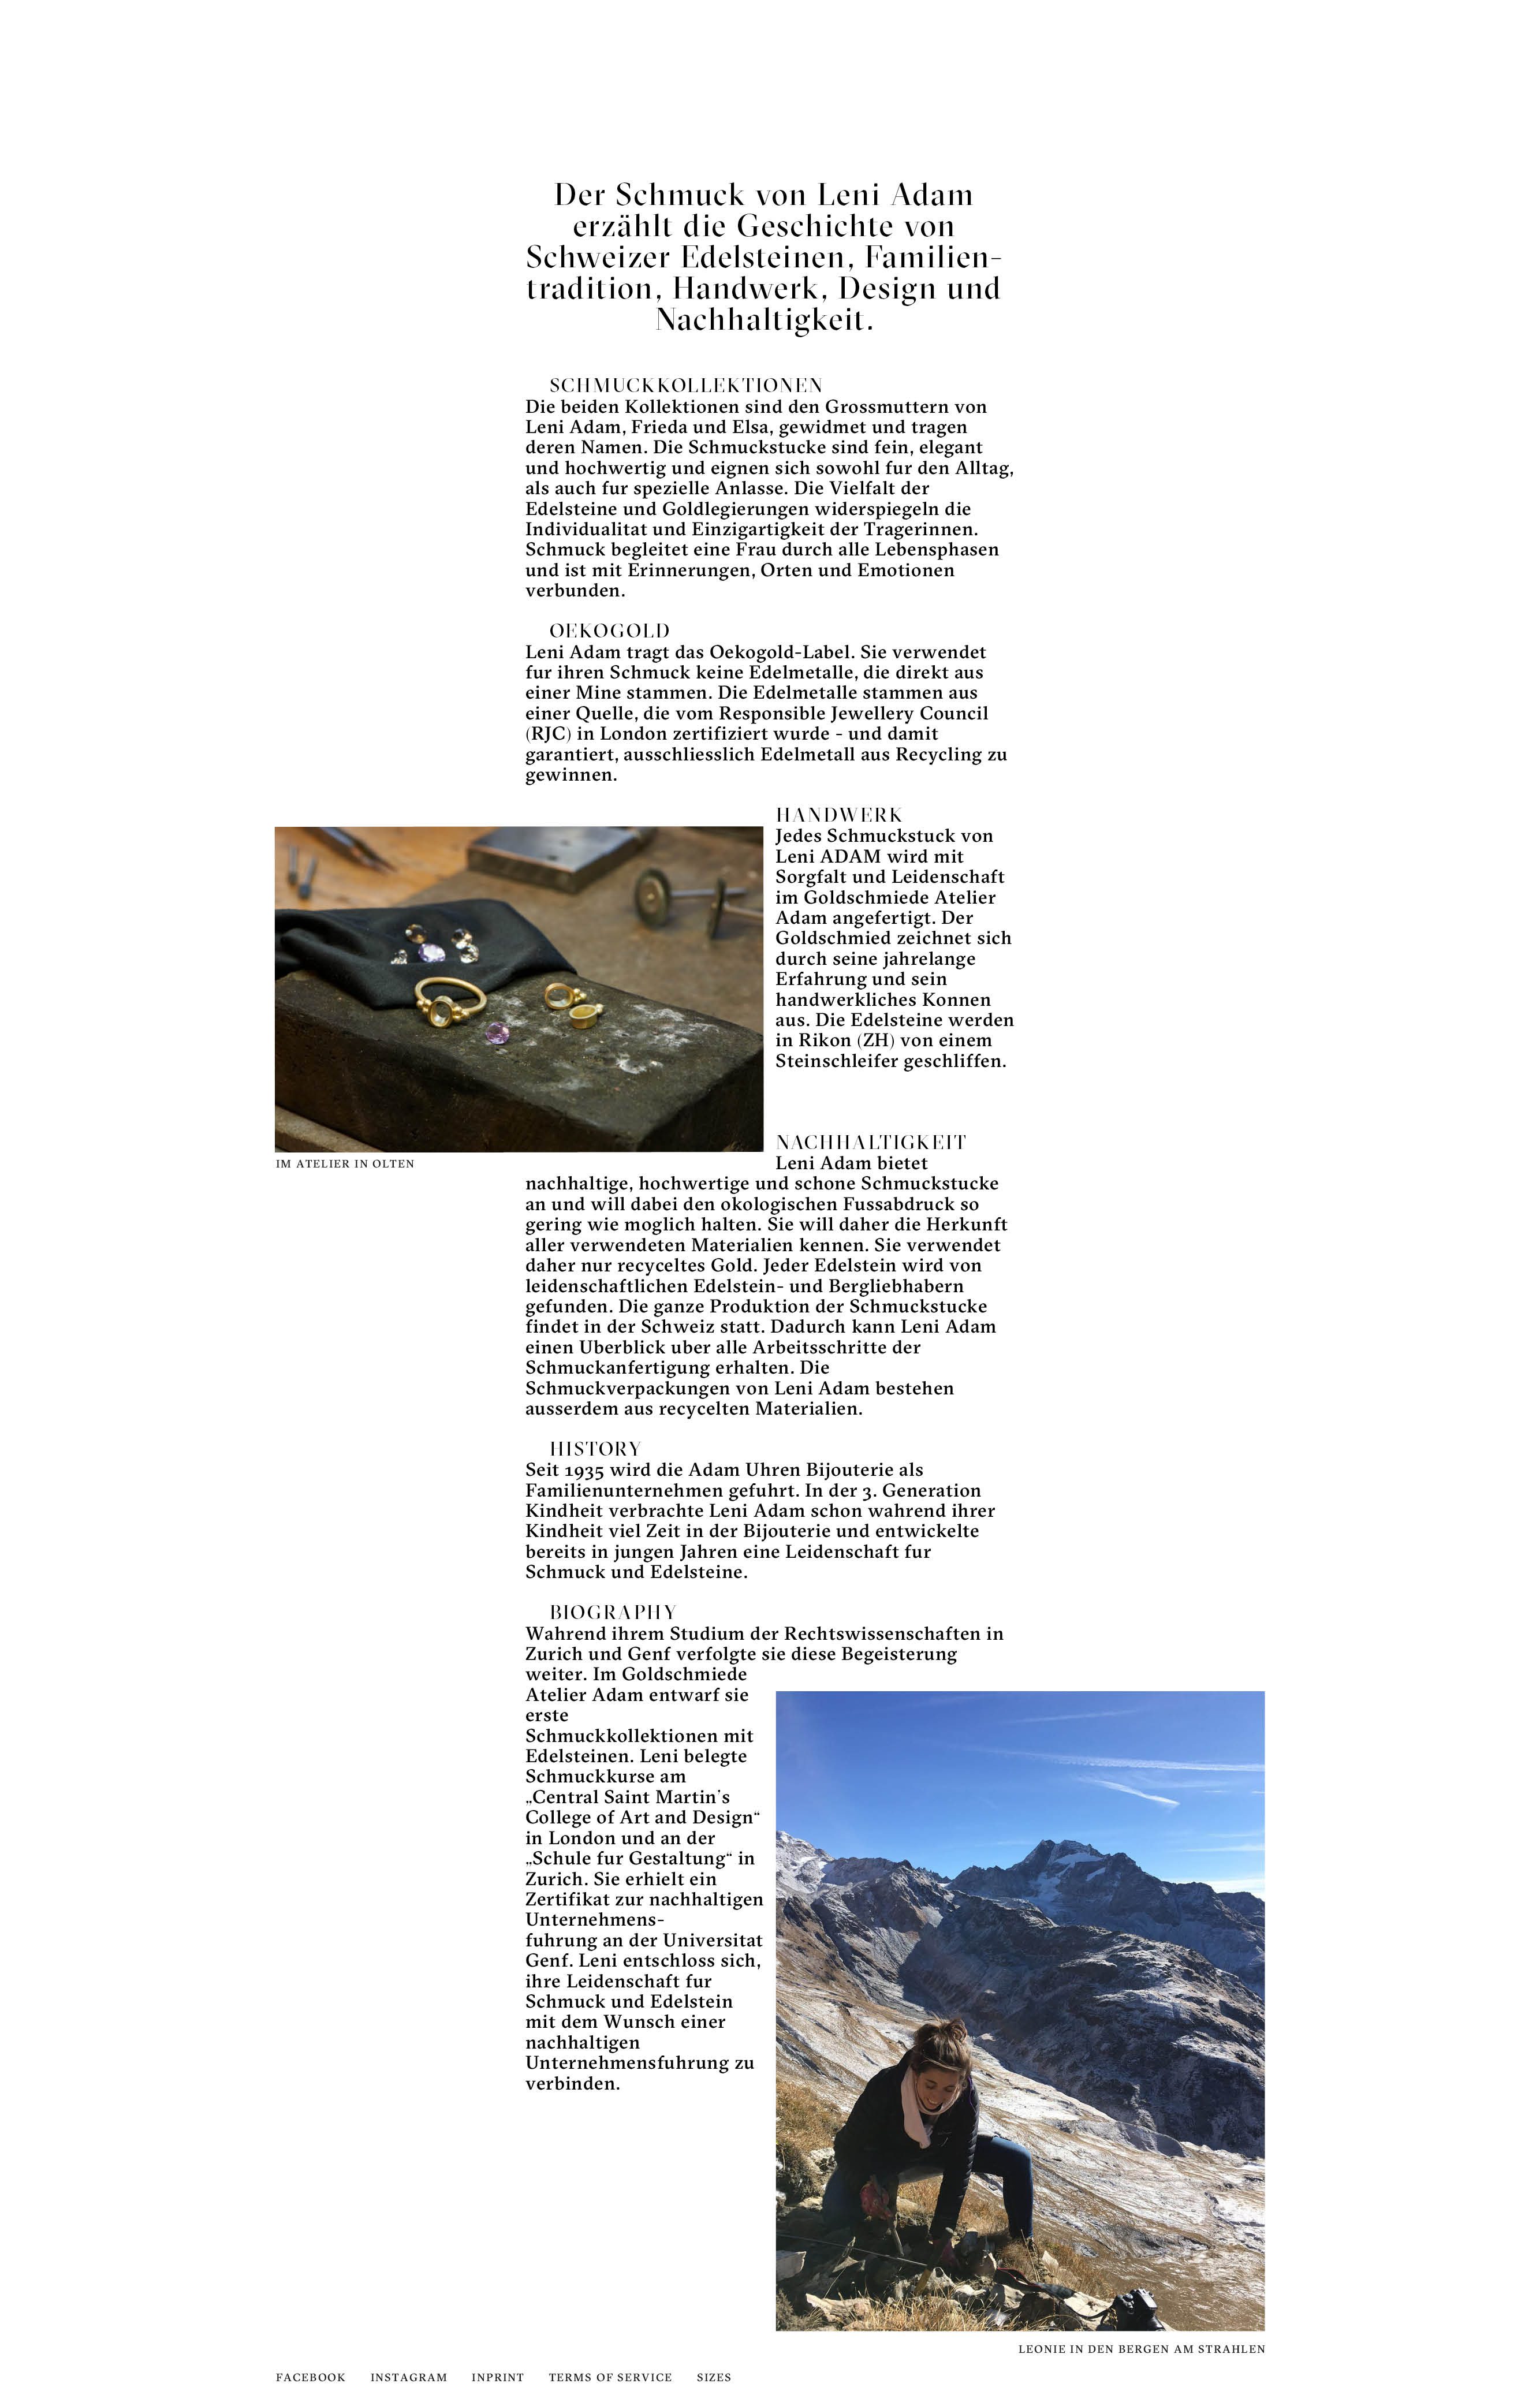 Der Schmuck von Leni Adam
erzählt die Geschichte von
Schweizer Edelsteinen, Familien-
tradition, Handwerk, Design und
Nachhaltigkeit.
SCHMUCKKOLLEKTIONEN
Die beiden Kollektionen sind den Grossmuttern von
Leni Adam, Frieda und Elsa, gewidmet und tragen
deren Namen. Die Schmuckstucke sind fein, elegant
und hochwertig und eignen sich sowohl fur den Alltag,
als auch fur spezielle Anlasse. Die Vielfalt der
Edelsteine und Goldlegierungen widerspiegeln die
Individualitat und Einzigartigkeit der Tragerinnen.
Schmuck begleitet eine Frau durch alle Lebensphasen
und ist mit Erinnerungen, Orten und Emotionen
verbunden.
OEKOGOLD
Leni Adam tragt das Oekogold-Label. Sie verwendet
fur ihren Schmuck keine Edelmetalle, die direkt aus
einer Mine stammen. Die Edelmetalle stammen aus
einer Quelle, die vom Responsible Jewellery Council
(RJC) in London zertifiziert wurde - und damit
garantiert, ausschliesslich Edelmetall aus Recycling zu
gewinnen.
HANDWERK
Jedes Schmuckstuck von
Leni ADAM wird mit
Sorgfalt und Leidenschaft
im Goldschmiede Atelier
Adam angefertigt. Der
Goldschmied zeichnet sich
durch seine jahrelange
Erfahrung und sein
handwerkliches Konnen
aus. Die Edelsteine werden
in Rikon (ZH) von einem
Steinschleifer geschliffen.
IM ATELIER IN OLTEN
NACHHALTIGKEIT
Leni Adam bietet
nachhaltige, hochwertige und schone Schmuckstucke
an und will dabei den okologischen Fussabdruck so
gering wie moglich halten. Sie will daher die Herkunft
aller verwendeten Materialien kennen. Sie verwendet
daher nur recyceltes Gold. Jeder Edelstein wird von
leidenschaftlichen Edelstein- und Bergliebhabern
gefunden. Die ganze Produktion der Schmuckstucke
findet in der Schweiz statt. Dadurch kann Leni Adam
einen Uberblick uber alle Arbeitsschritte der
Schmuckanfertigung erhalten. Die
Schmuckverpackungen von Leni Adam bestehen
ausserdem aus recycelten Materialien.
HISTORY
Seit 1935 wird die Adam Uhren Bijouterie als
Familienunternehmen gefuhrt. In der 3. Generation
Kindheit verbrachte Leni Adam schon wahrend ihrer
Kindheit viel Zeit in der Bijouterie und entwickelte
bereits in jungen Jahren eine Leidenschaft fur
Schmuck und Edelsteine.
BIOGRAPHY
Wahrend ihrem Studium der Rechtswissenschaften in
Zurich und Genf verfolgte sie diese Begeisterung
weiter. Im Goldschmiede
Atelier Adam entwarf sie
erste
Schmuckkollektionen mit
Edelsteinen. Leni belegte
Schmuckkurse am
„Central Saint Martin's
College of Art and Design“
in London und an der
„Schule fur Gestaltung“ in
Zurich. Sie erhielt ein
Zertifikat zur nachhaltigen
Unternehmens-
fuhrung an der Universitat
Genf. Leni entschloss sich,
ihre Leidenschaft fur
Schmuck und Edelstein
mit dem Wunsch einer
nachhaltigen
Unternehmensfuhrung zu
verbinden.
LEONIE IN DEN BERGEN AM STRAHLEN
FACEBOOK INSTAGRAM INPRINT TERMS OF SERVICE SIZES